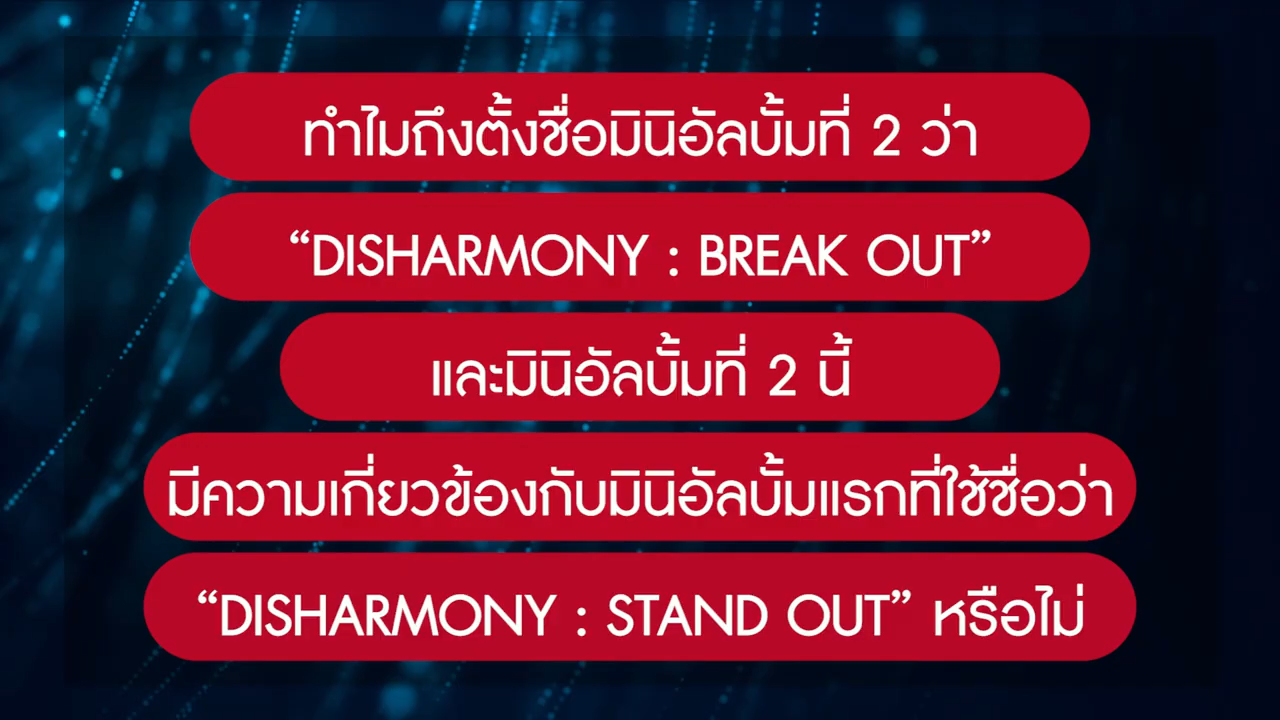 ทำไมถึงตั้งชื่อมินิอัลบั้มที่ 2 ว่า
“DISHARMONY : BREAK OUT”
และมินิอัลบั้มที่ 2 นี้
มีความเกี่ยวข้องกับมินิอัลบั้มแรกที่ใช้ชื่อว่า
“DISHARMONY : STAND OUT” หรือไม่